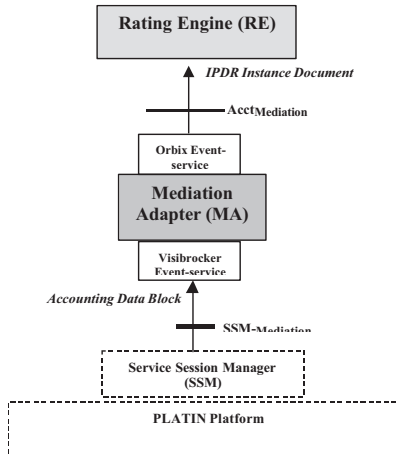 Rating Engine (RE)
IPDR Instance Document
AcctMediation
Orbix Event-
service
Mediation
Adapter (MA)
Visibrocker
Event-service
Accounting Data Block
SSM-Mediation
Service Session Manager
(SSM)
PLATIN Platform